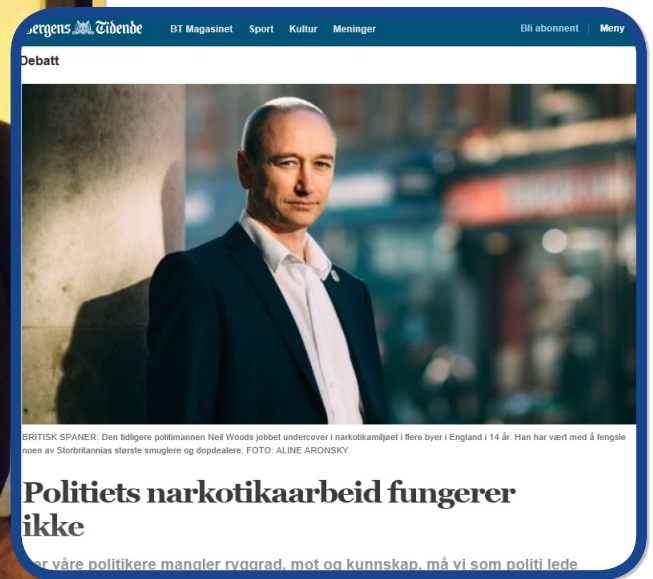 Bergens Tidende BT Magasinet Sport Kultur Meninger Bli abonnent Meny
Debatt
BRITISK SPANER: Den tidligere politimannen Neil Woods jobbet undercover i narkotikamiljøet i flere byer i England i 14 år. Han har vært med å fengsle
noen av Storbritannias største smuglere og dopdealere. FOTO: ALINE ARONSKY
Politiets narkotikaarbeid fungerer
ikke
våre politikere mangler ryggrad, mot og kunnskap, må vi som politi lede